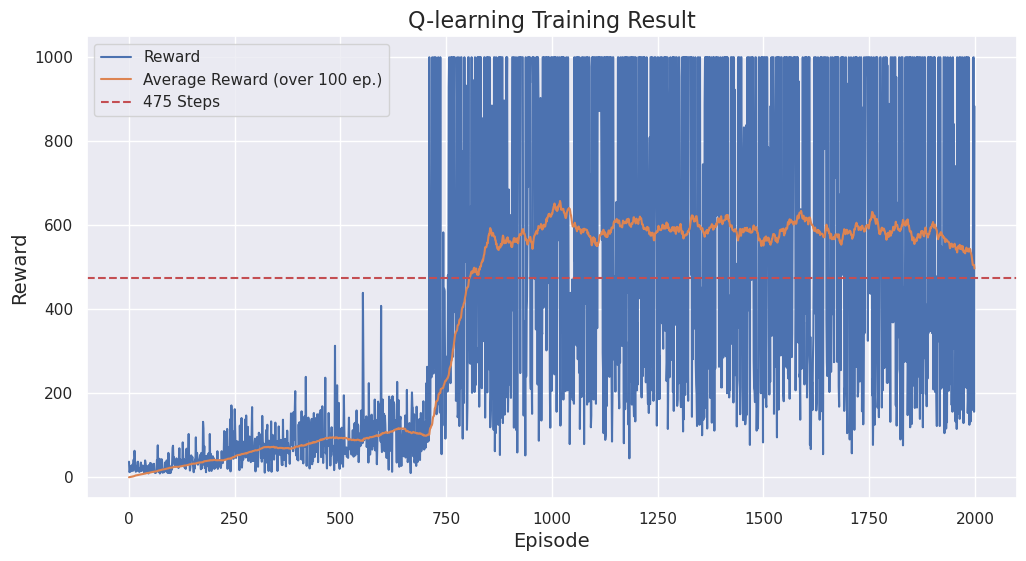 Q-learning Training Result
Reward
Average Reward (over 100 ep.)
475 Steps
1000
800
600
400
200
0
Reward
0
250
500
750
1000
1250
1500
1750
2000
Episode